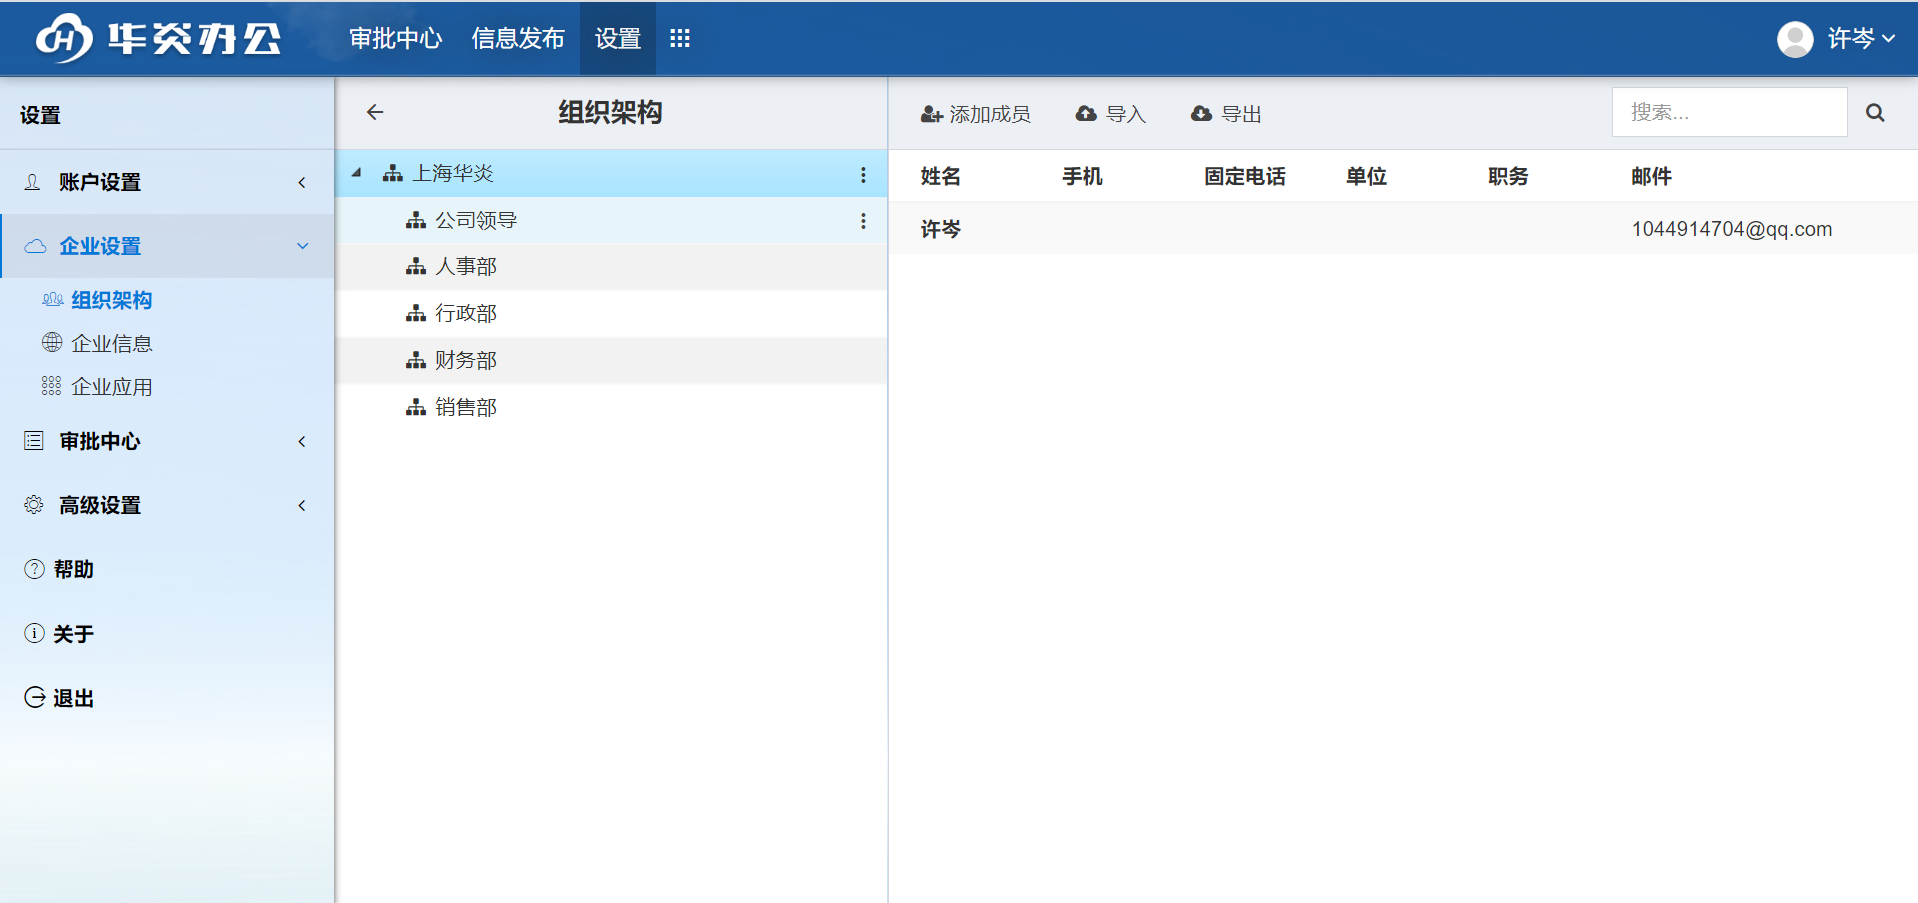 华炎办公
审批中心 信息发布 设置
许岑
设置
账户设置
企业设置
组织架构
企业信息
企业应用
审批中心
高级设置
帮助
关于
退出
组织架构
上海华炎
公司领导
人事部
行政部
财务部
销售部
添加成员 导入 导出
搜索...
姓名 手机 固定电话 单位 职务 邮件
许岑 1044914704@qq.com